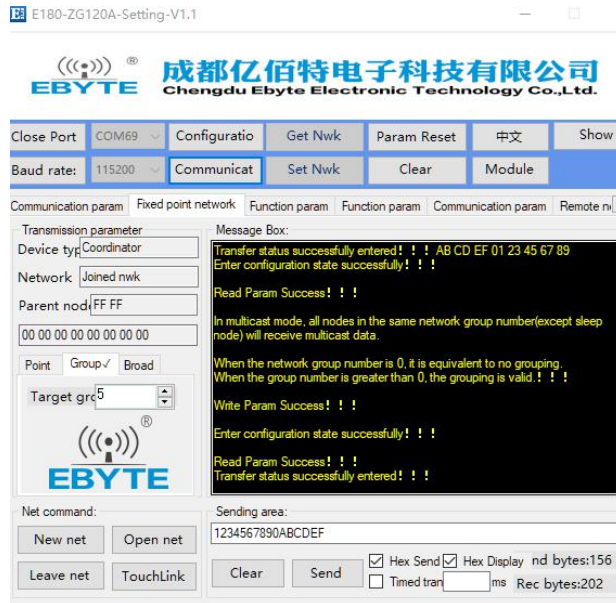 E180-ZG120A-Setting-V1.1
EBYTE ®
成都亿佰特电子科技有限公司
Chengdu Ebyte Electronic Technology Co.,Ltd.
Close Port COM69 Configuratio Get Nwk Param Reset 中文 Show
Baud rate: 115200 Communicat Set Nwk Clear Module
Communication param Fixed point network Function param Function param Communication param Remote n
Transmission parameter
Device typ Coordinator
Network Joined nwk
Parent nod FF FF
00 00 00 00 00 00 00 00
Point Group√ Broad
Target gro 5
EBYTE ®
Message Box:
Transfer status successfully entered！！！ AB CD EF 01 23 45 67 89
Enter configuration state successfully！！！
Read Param Success！！！
In multicast mode, all nodes in the same network group number(except sleep
node) will receive multicast data.
When the network group number is 0, it is equivalent to no grouping.
When the group number is greater than 0, the grouping is valid.！！！
Write Param Success！！！
Enter configuration state successfully！！！
Read Param Success！！！
Transfer status successfully entered！！！
Net command:
New net Open net
Leave net TouchLink
Sending area:
1234567890ABCDEF
Clear Send
Hex Send Hex Display nd bytes:156
Timed tran ms Rec bytes:202